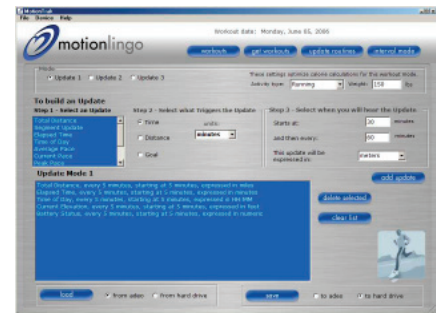 MotionTrak
File Device Help
Workout date: Monday, June 05, 2006
motionlingo
workouts get workouts update routines interval mode
Mode
Update 1 Update 2 Update 3
These settings optimize calorie calculations for the workout mode.
Activity type: Running Weight: 150 lbs
To build an Update
Step 1 - Select an Update
Step 2 - Select what Triggers the Update
Step 3 - Select when you will hear the Update
Total Distance
Segment Update
Elapsed Time
Time of Day
Average Pace
Current Pace
Peak Pace
Time units:
minutes
Distance
Goal
Starts at: 30 minutes
and then every: 60 minutes
This update will be expressed in: meters
add update
Update Mode 1
Total Distance, every 5 minutes, starting at 5 minutes, expressed in miles
Elapsed Time, every 5 minutes, starting at 5 minutes, expressed in minutes
Time of Day, every 5 minutes, starting at 5 minutes, expressed in HH:MM
Current Elevation, every 5 minutes, starting at 5 minutes, expressed in feet
Battery Status, every 5 minutes, starting at 5 minutes, expressed in numeric
delete selected
clear list
load from adeo from hard drive save to adeo to hard drive